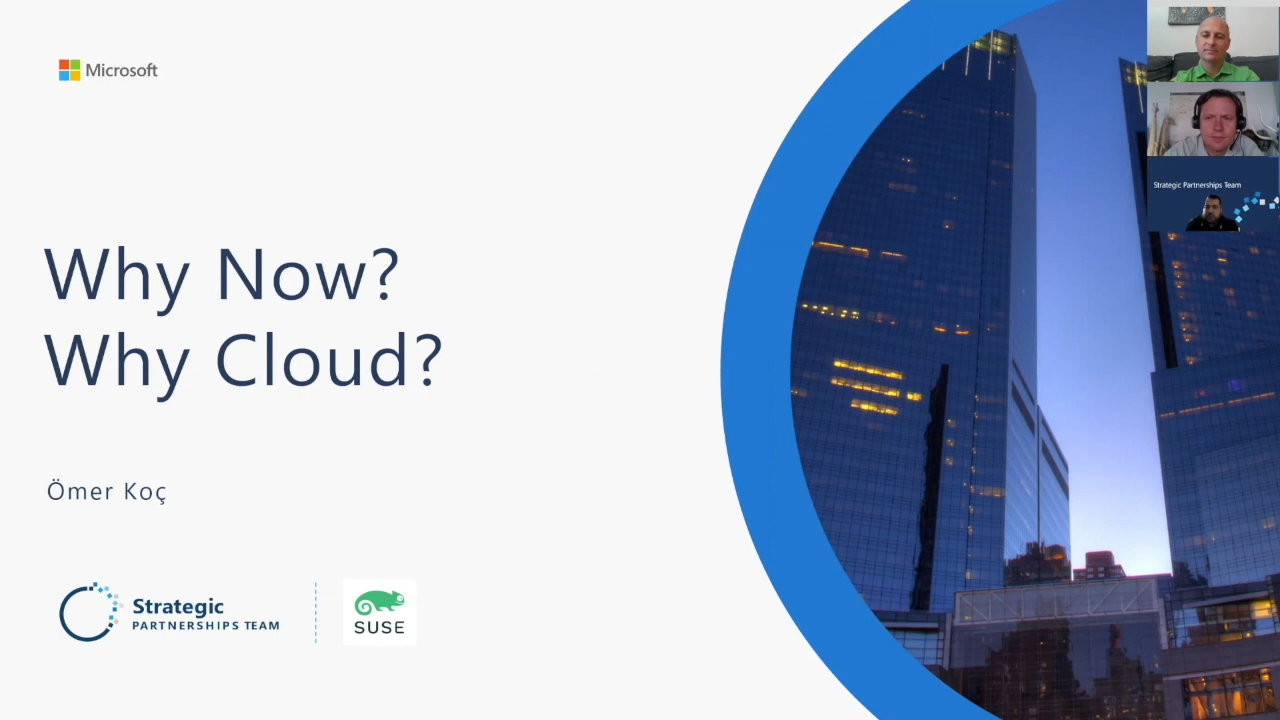 Microsoft
Why Now?
Why Cloud?
Ömer Koç
Strategic
PARTNERSHIPS TEAM
SUSE
Strategic Partnerships Team